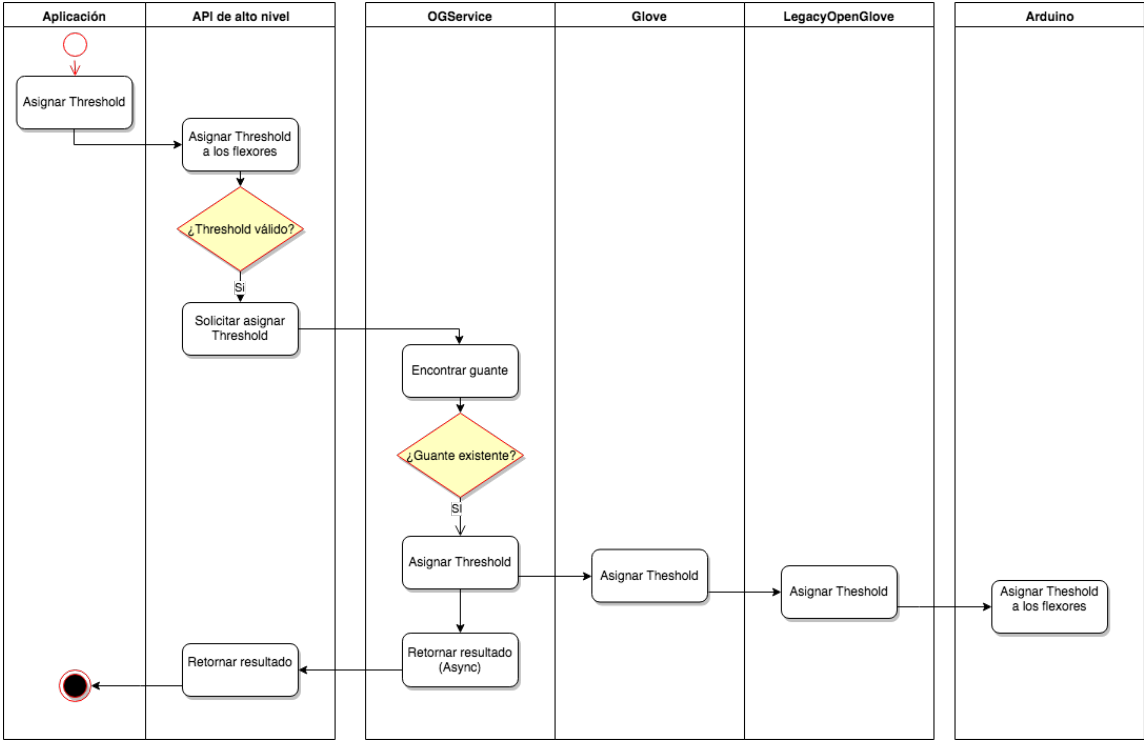 Aplicación
API de alto nivel
OGService
Glove
LegacyOpenGlove
Arduino
Asignar Threshold
Asignar Threshold
a los flexores
¿Threshold válido?
Si
Solicitar asignar
Threshold
Encontrar guante
¿Guante existente?
SI
Asignar Threshold
Asignar Theshold
Asignar Theshold
Asignar Theshold
a los flexores
Retornar resultado
(Async)
Retornar resultado